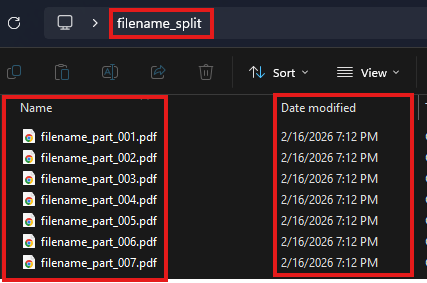 filename_split
Sort
View
Name
Date modified
filename_part_001.pdf 2/16/2026 7:12 PM
filename_part_002.pdf 2/16/2026 7:12 PM
filename_part_003.pdf 2/16/2026 7:12 PM
filename_part_004.pdf 2/16/2026 7:12 PM
filename_part_005.pdf 2/16/2026 7:12 PM
filename_part_006.pdf 2/16/2026 7:12 PM
filename_part_007.pdf 2/16/2026 7:12 PM